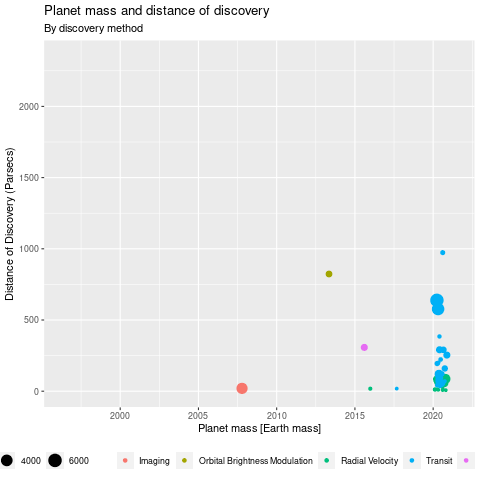 Planet mass and distance of discovery
By discovery method
Distance of Discovery (Parsecs)
2000
1500
1000
500
0
2000
2005
2010
2015
2020
Planet mass [Earth mass]
4000 6000 Imaging Orbital Brightness Modulation Radial Velocity Transit